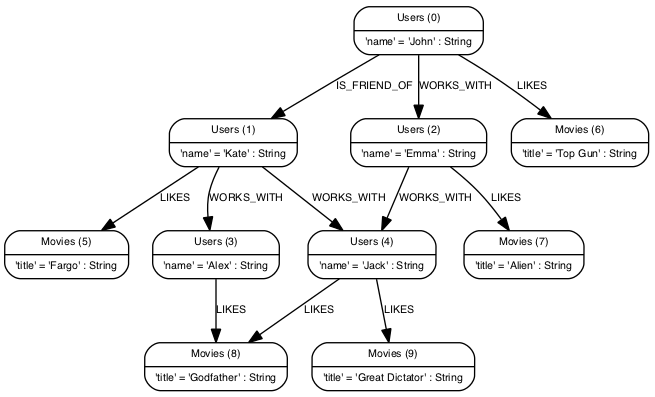 Users (0)
'name' = 'John' : String
IS_FRIEND_OF
WORKS_WITH
LIKES
Users (1)
'name' = 'Kate' : String
Users (2)
'name' = 'Emma' : String
Movies (6)
'title' = 'Top Gun' : String
LIKES
WORKS_WITH
WORKS_WITH
WORKS_WITH
LIKES
Movies (5)
'title' = 'Fargo' : String
Users (3)
'name' = 'Alex' : String
Users (4)
'name' = 'Jack' : String
Movies (7)
'title' = 'Alien' : String
LIKES
LIKES
LIKES
Movies (8)
'title' = 'Godfather' : String
Movies (9)
'title' = 'Great Dictator' : String